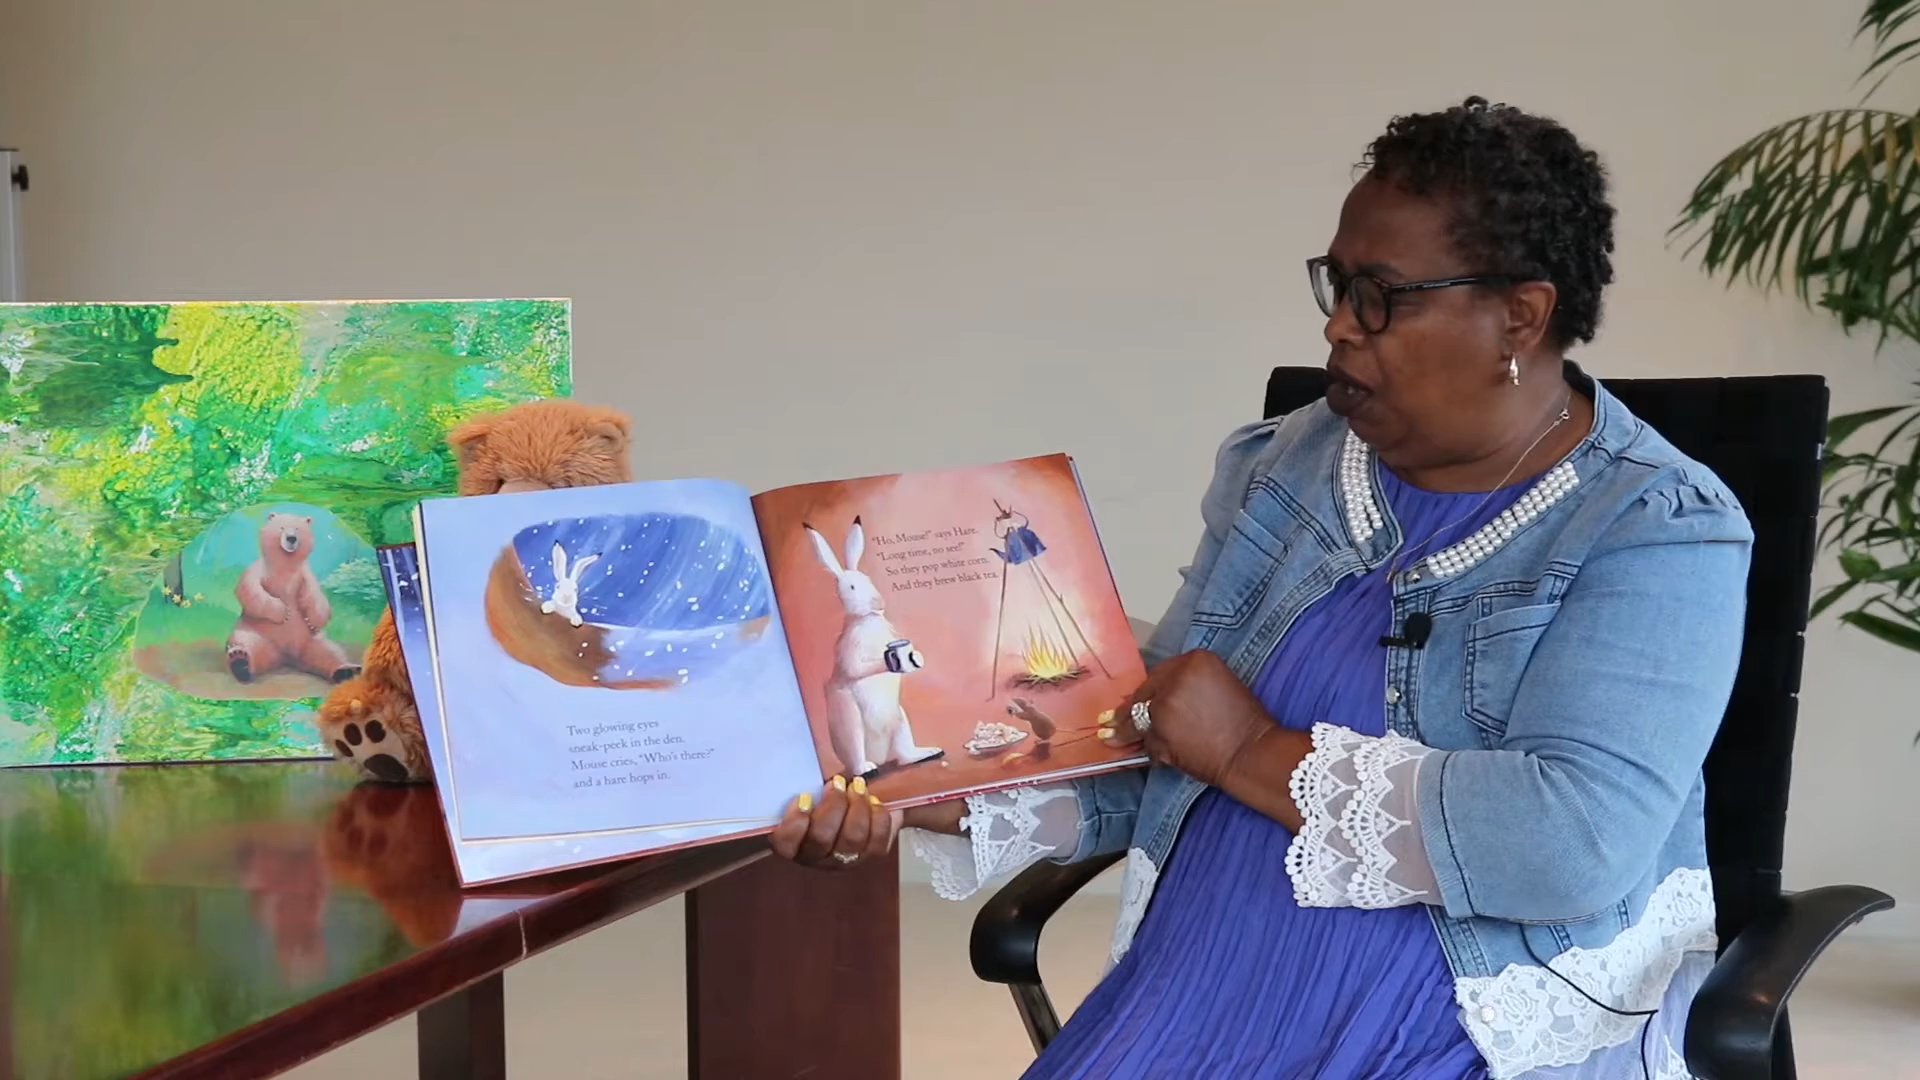 Two glowing eyes
sneak-peek in the den.
Mouse cries, "Who's there?"
and a hare hops in.
"Ho, Mouse!" says Hare.
"Long time, no see!"
So they pop white corn.
And they brew black tea.